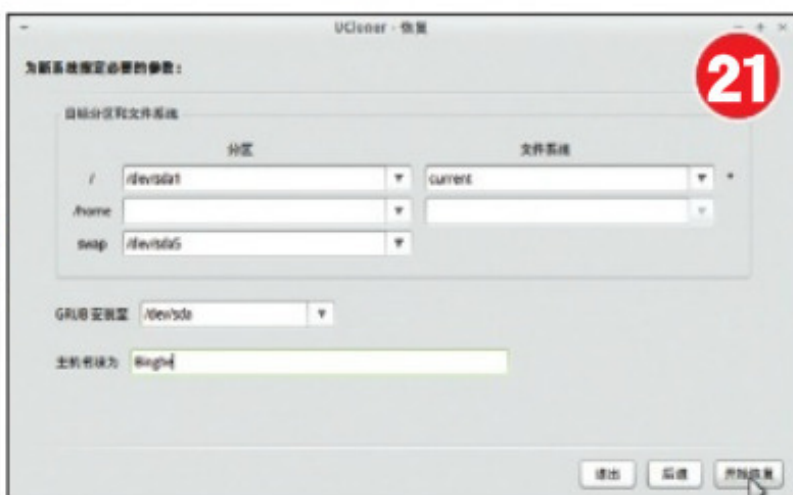 UCloner - 恢复
21
为新系统指定必要的参数：
目标分区和文件系统
分区 文件系统
/ /dev/sda1 current *
/home
swap /dev/sda5
GRUB 安装至 /dev/sda
主机名设为 Binghe
退出 后退 开始恢复